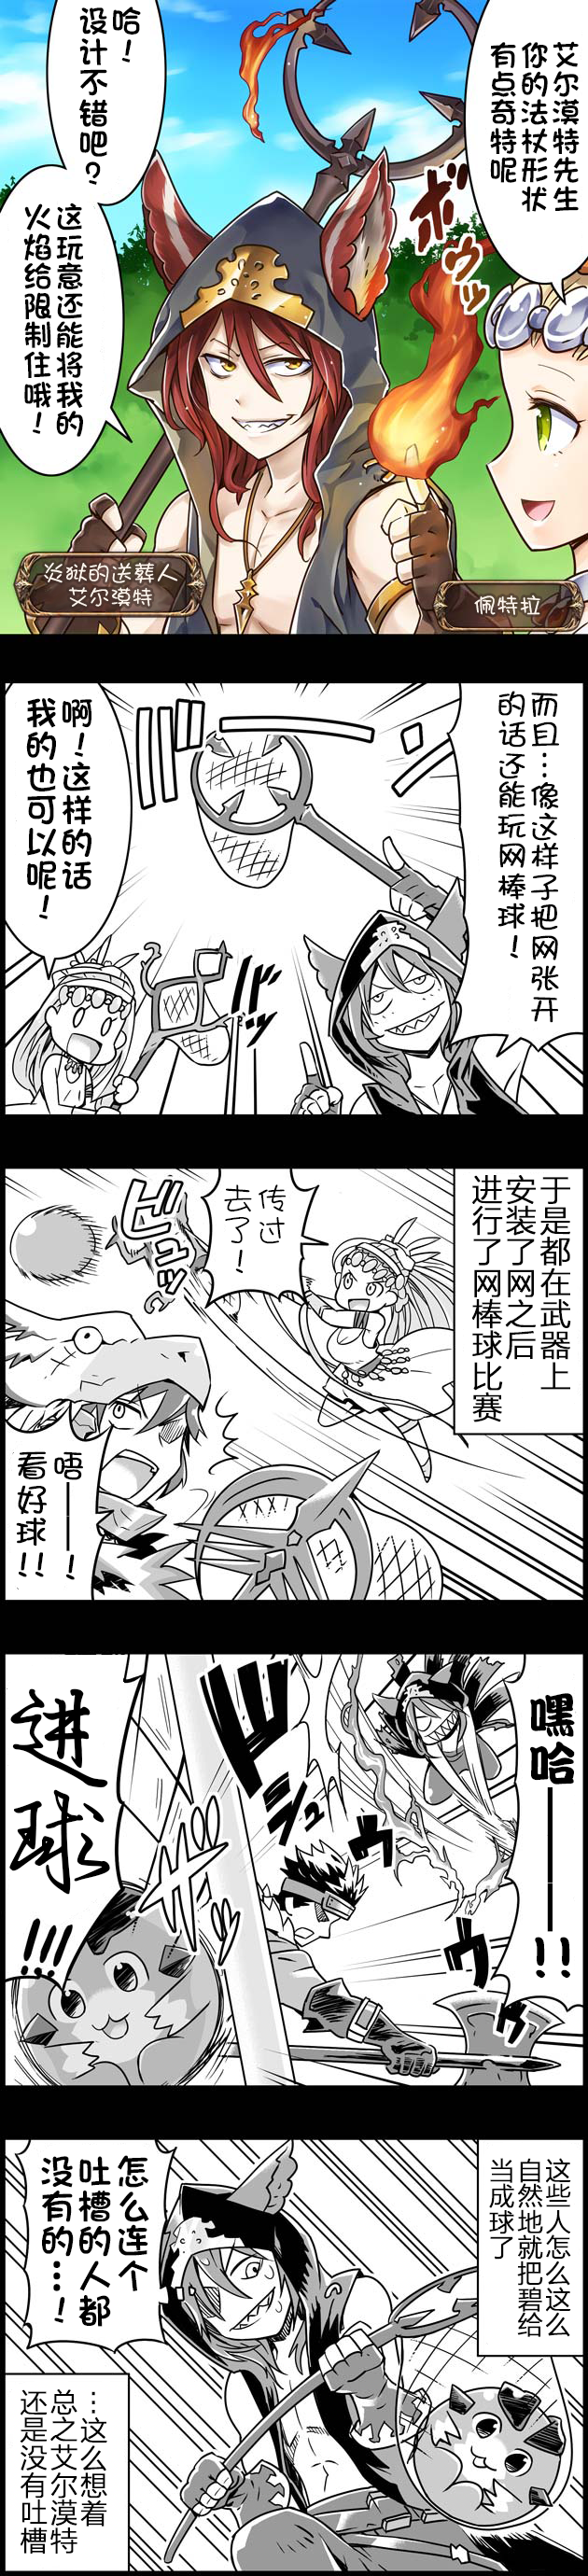 艾尔漠特先生
你的法杖形状
有点奇特呢
哈！
设计不错吧？
这玩意还能将我的
火焰给限制住哦！
ボウッ
炎狱的送葬人
艾尔漠特
佩特拉
而且…像这样子把网张开
的话还能玩网棒球！
啊！这样的话
我的也可以呢！
ドッ
于是都在武器上
安装了网之后
进行了网棒球比赛
传过
去了！
ビュッ
唔——！
看好球！！
嘿哈————！！
ドシュ
ウ
ウ
ザザッ
进球
!!!
这些人怎么这么
自然地就把碧给
当成球了
怎么连个
吐槽的人都
没有的…！
…这么想着
总之艾尔漠特
还是没有吐槽